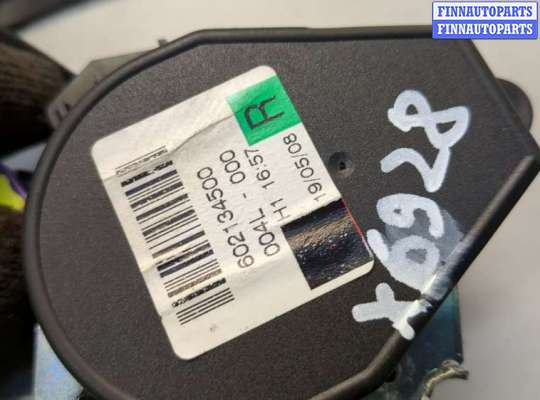 FINNAUTOPARTS
FINNAUTOPARTS
R
602134500
004L - 000
H1 16:57
19/05/08
X6928